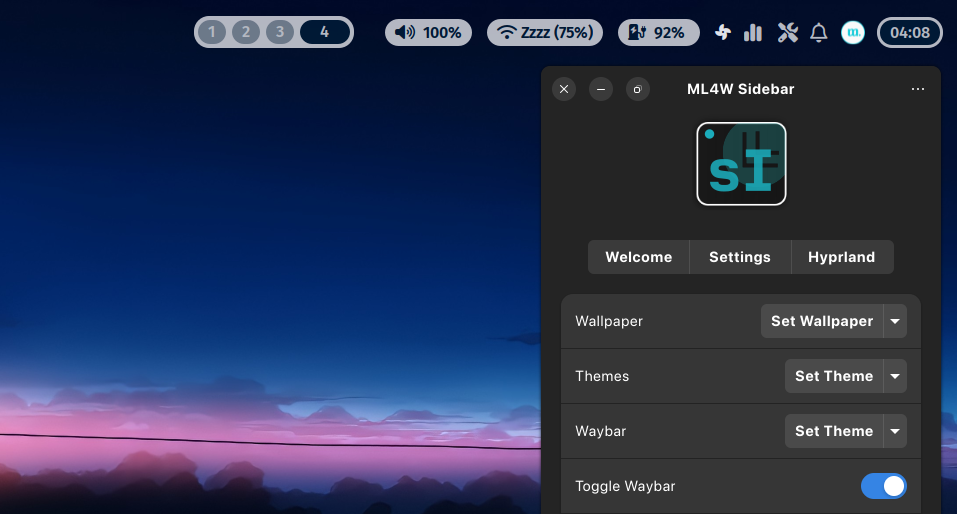 1 2 3 4 100% Zzzz (75%) 92% 04:08
ML4W Sidebar
sI
Welcome Settings Hyprland
Wallpaper Set Wallpaper
Themes Set Theme
Waybar Set Theme
Toggle Waybar